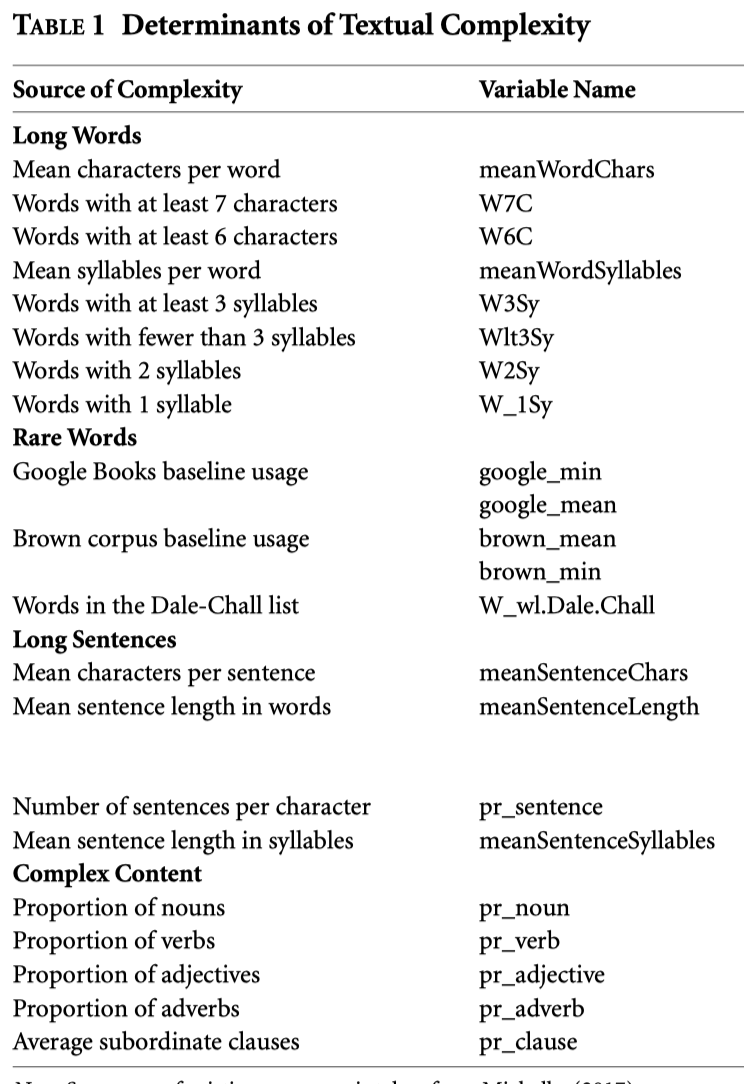 TABLE 1 Determinants of Textual Complexity
Source of Complexity Variable Name
Long Words
Mean characters per word meanWordChars
Words with at least 7 characters W7C
Words with at least 6 characters W6C
Mean syllables per word meanWordSyllables
Words with at least 3 syllables W3Sy
Words with fewer than 3 syllables Wlt3Sy
Words with 2 syllables W2Sy
Words with 1 syllable W_1Sy
Rare Words
Google Books baseline usage google_min
google_mean
Brown corpus baseline usage brown_mean
brown_min
Words in the Dale-Chall list W_wl.Dale.Chall
Long Sentences
Mean characters per sentence meanSentenceChars
Mean sentence length in words meanSentenceLength
Number of sentences per character pr_sentence
Mean sentence length in syllables meanSentenceSyllables
Complex Content
Proportion of nouns pr_noun
Proportion of verbs pr_verb
Proportion of adjectives pr_adjective
Proportion of adverbs pr_adverb
Average subordinate clauses pr_clause